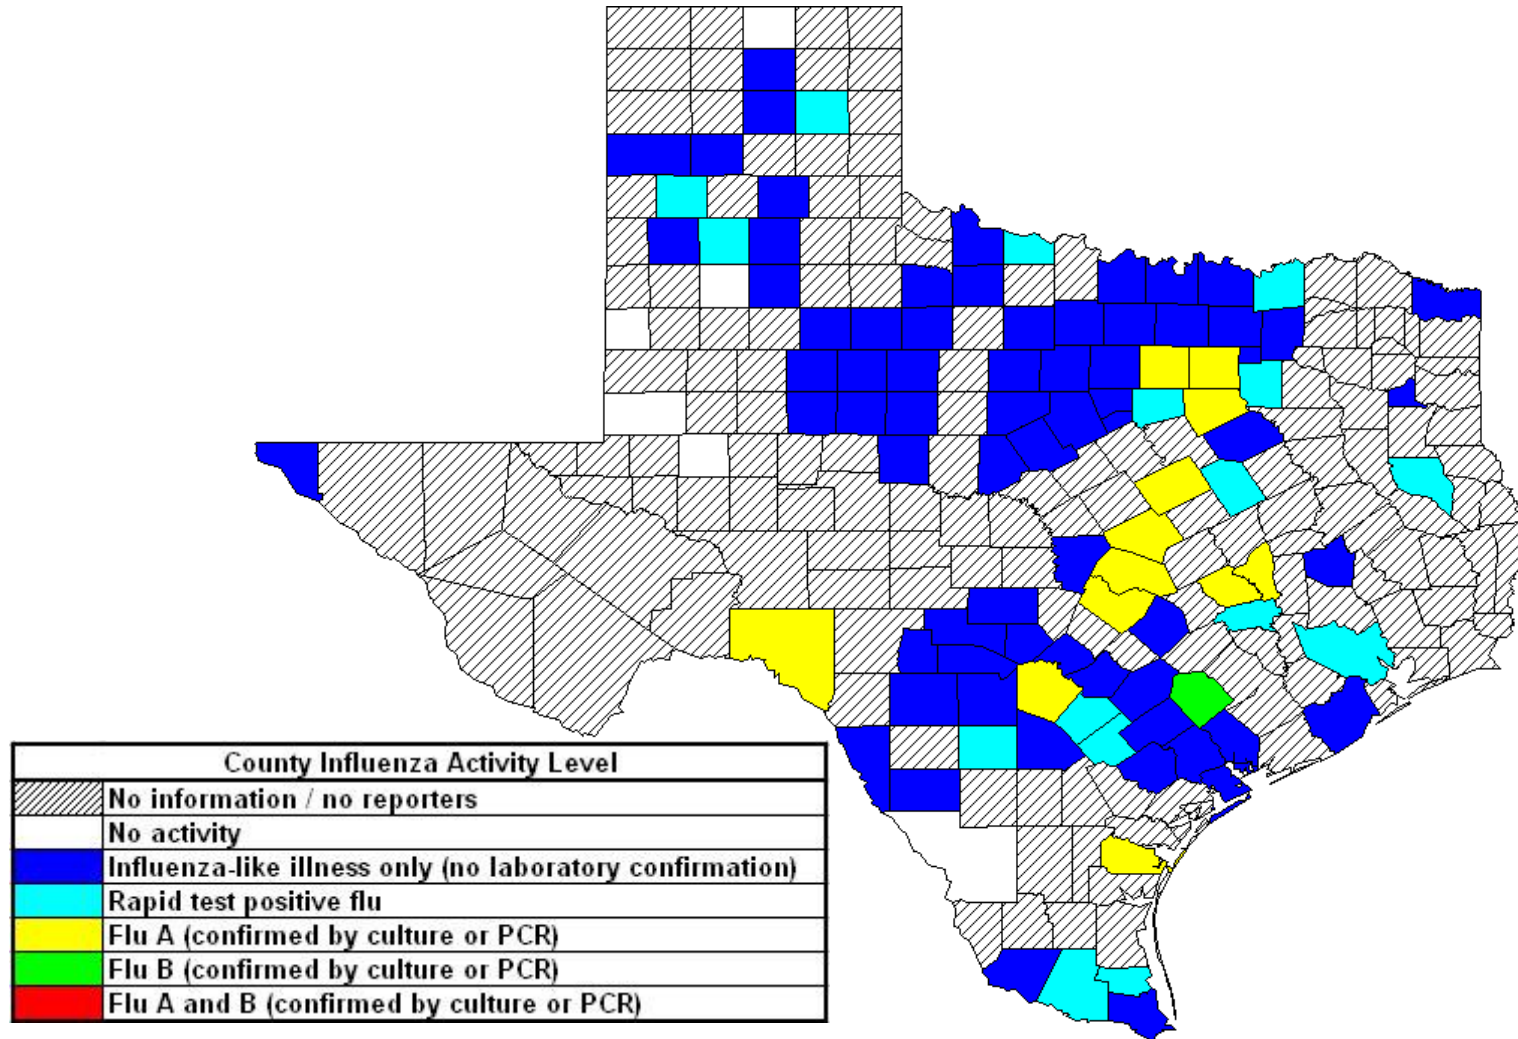 County Influenza Activity Level
No information / no reporters
No activity
Influenza-like illness only (no laboratory confirmation)
Rapid test positive flu
Flu A (confirmed by culture or PCR)
Flu B (confirmed by culture or PCR)
Flu A and B (confirmed by culture or PCR)